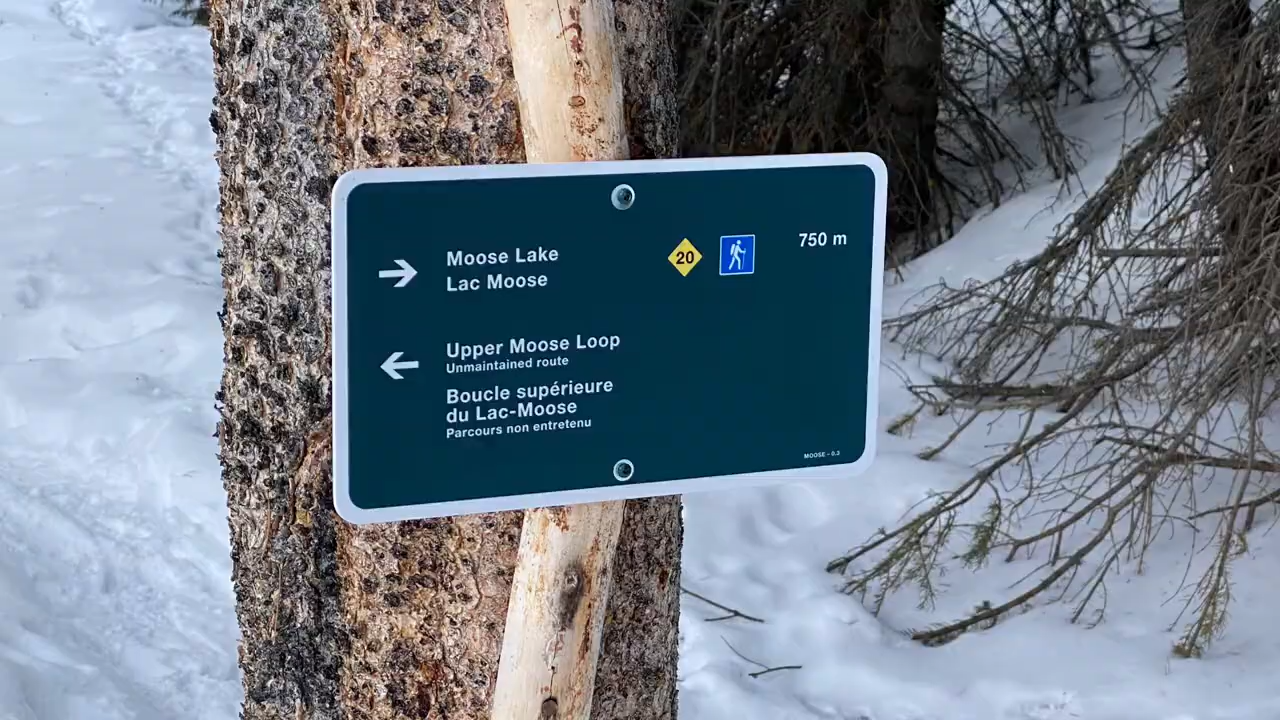 Moose Lake
Lac Moose
20
750 m
Upper Moose Loop
Unmaintained route
Boucle supérieure
du Lac-Moose
Parcours non entretenu
MOOSE – 0.3